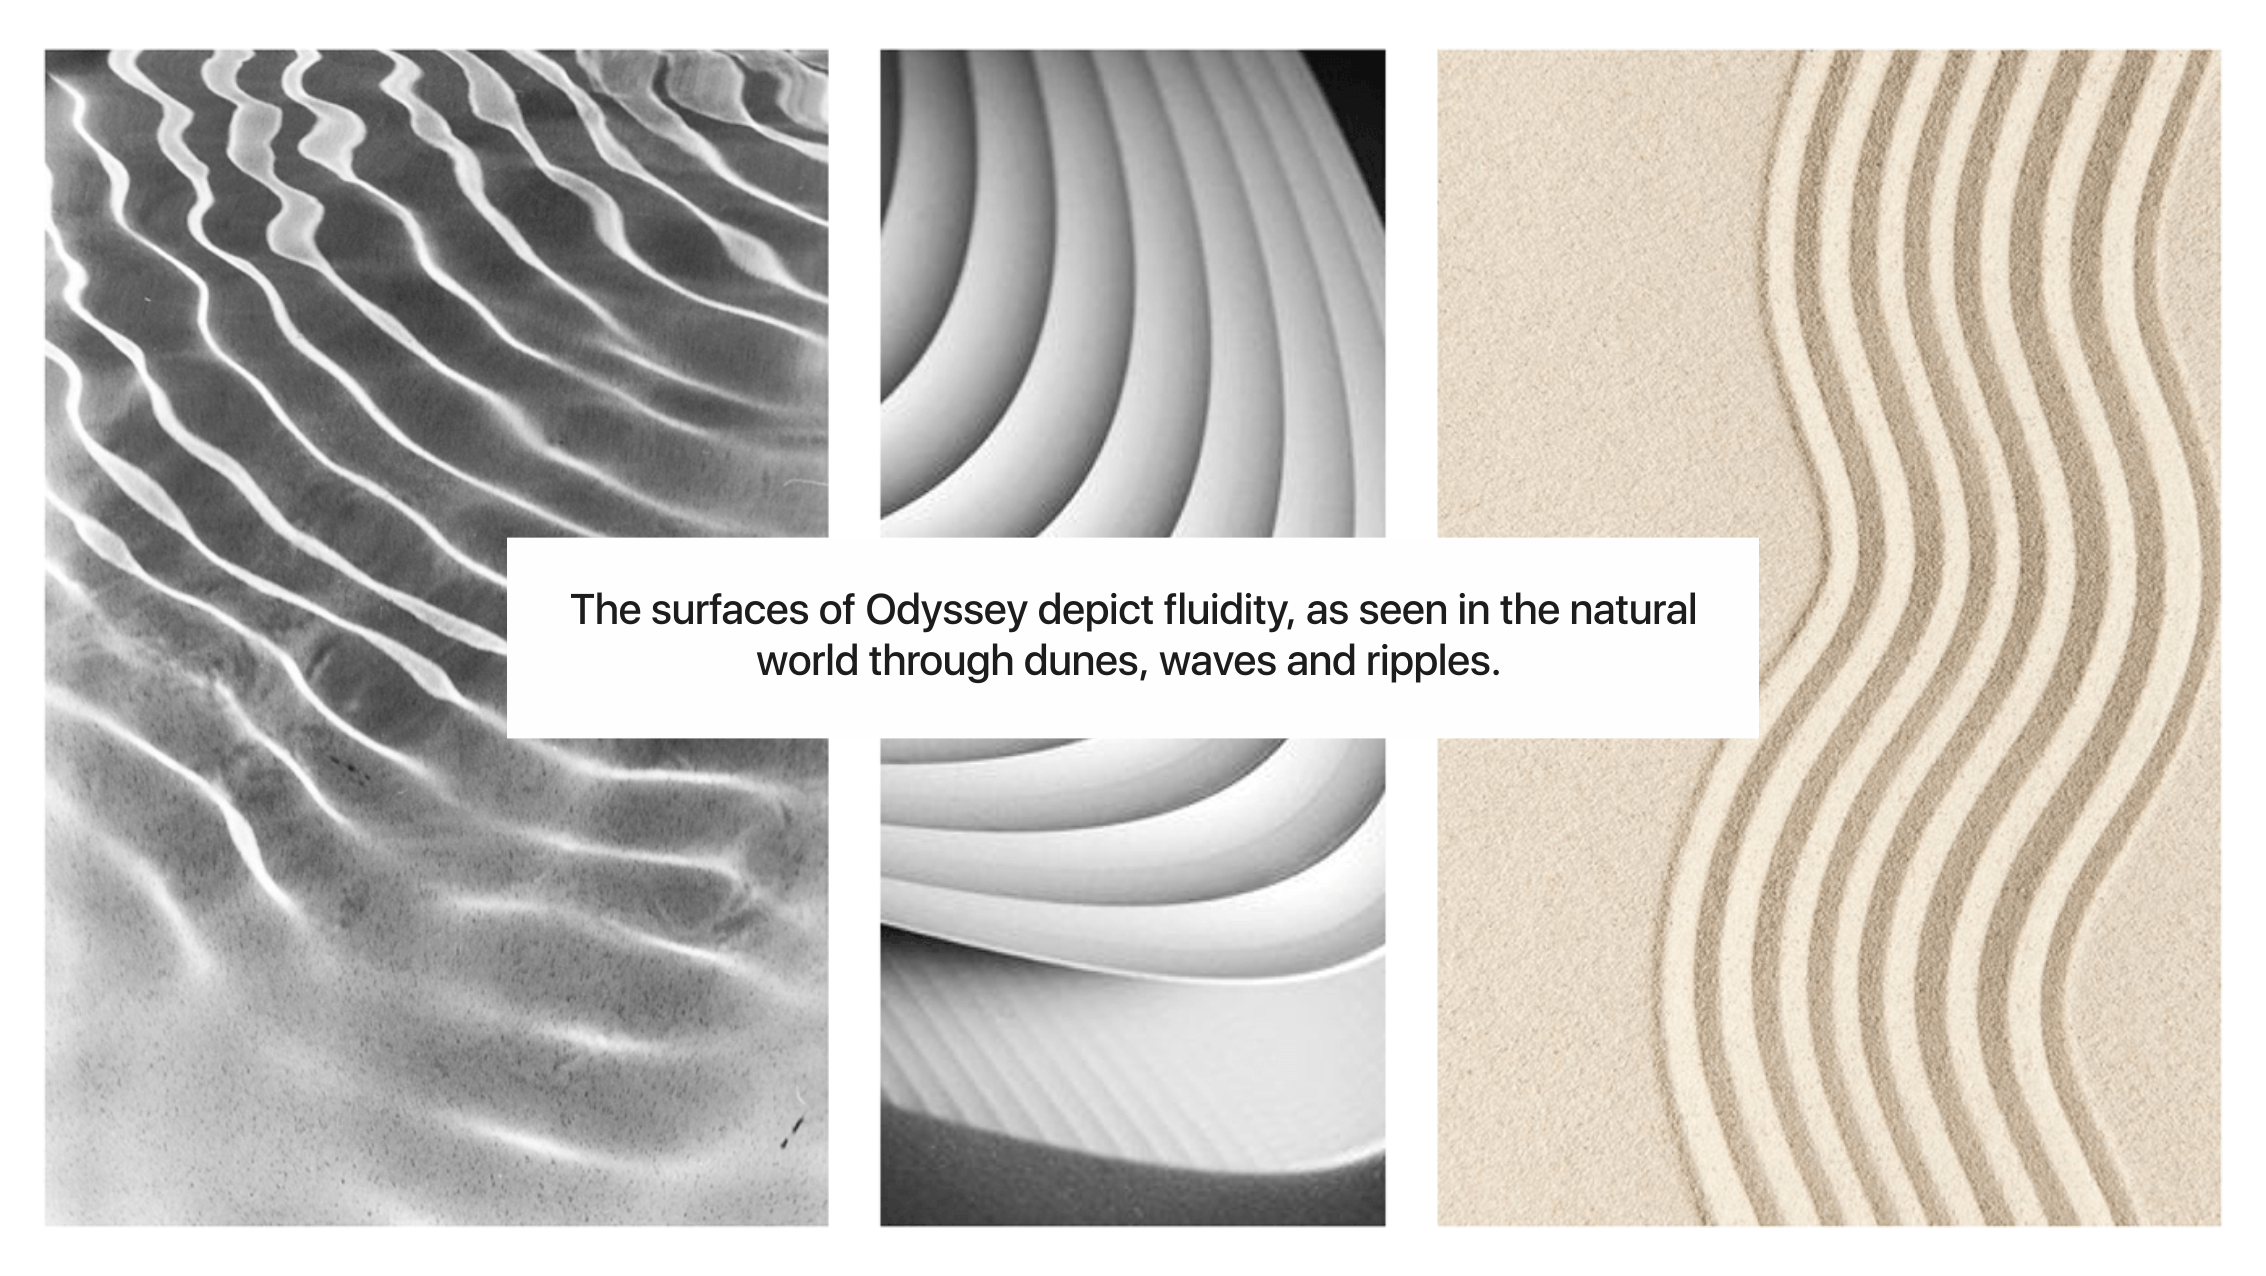 The surfaces of Odyssey depict fluidity, as seen in the natural
world through dunes, waves and ripples.